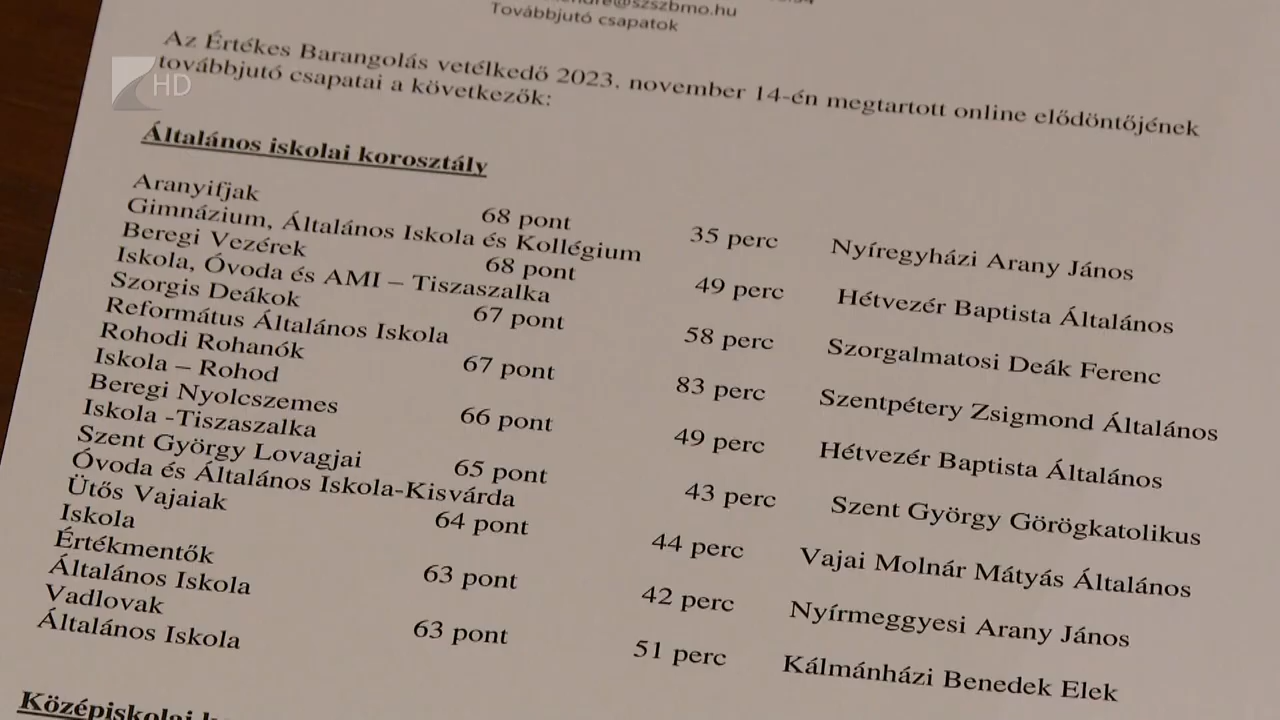 @szszbmo.hu
Továbbjutó csapatok
Az Értékes Barangolás vetélkedő 2023. november 14-én megtartott online elődöntőjének
továbbjutó csapatai a következők:
HD
Általános iskolai korosztály
Aranyifjak 68 pont 35 perc Nyíregyházi Arany János
Gimnázium, Általános Iskola és Kollégium
Beregi Vezérek 68 pont 49 perc Hétvezér Baptista Általános
Iskola, Óvoda és AMI – Tiszaszalka
Szorgis Deákok 67 pont 58 perc Szorgalmatosi Deák Ferenc
Református Általános Iskola
Rohodi Rohanók 67 pont 83 perc Szentpétery Zsigmond Általános
Iskola – Rohod
Beregi Nyolcszemes 66 pont 49 perc Hétvezér Baptista Általános
Iskola -Tiszaszalka
Szent György Lovagjai 65 pont 43 perc Szent György Görögkatolikus
Óvoda és Általános Iskola-Kisvárda
Ütős Vajaiak 64 pont 44 perc Vajai Molnár Mátyás Általános
Iskola
Értékmentők 63 pont 42 perc Nyírmeggyesi Arany János
Általános Iskola
Vadlovak 63 pont 51 perc Kálmánházi Benedek Elek
Általános Iskola
Középiskolai